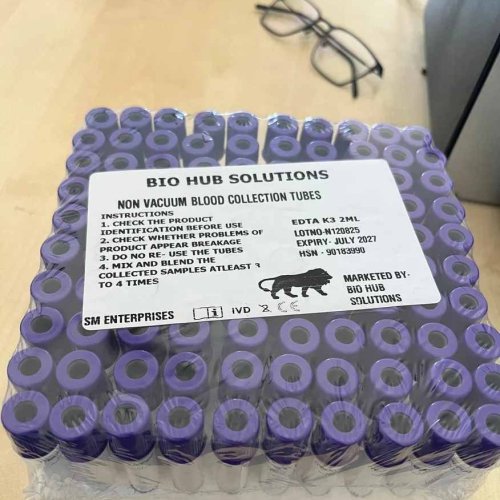 BIO HUB SOLUTIONS
NON VACUUM BLOOD COLLECTION TUBES
INSTRUCTIONS
1. CHECK THE PRODUCT
IDENTIFICATION BEFORE USE
2. CHECK WHETHER PROBLEMS OF
PRODUCT APPEAR BREAKAGE
3. DO NO RE- USE THE TUBES
4. MIX AND BLEND THE
COLLECTED SAMPLES ATLEAST 3
TO 4 TIMES
EDTA K3 2ML
LOTNO-N120825
EXPIRY- JULY 2027
HSN - 90183990
MARKETED BY-
BIO HUB
SOLUTIONS
SM ENTERPRISES
i IVD 2 CE